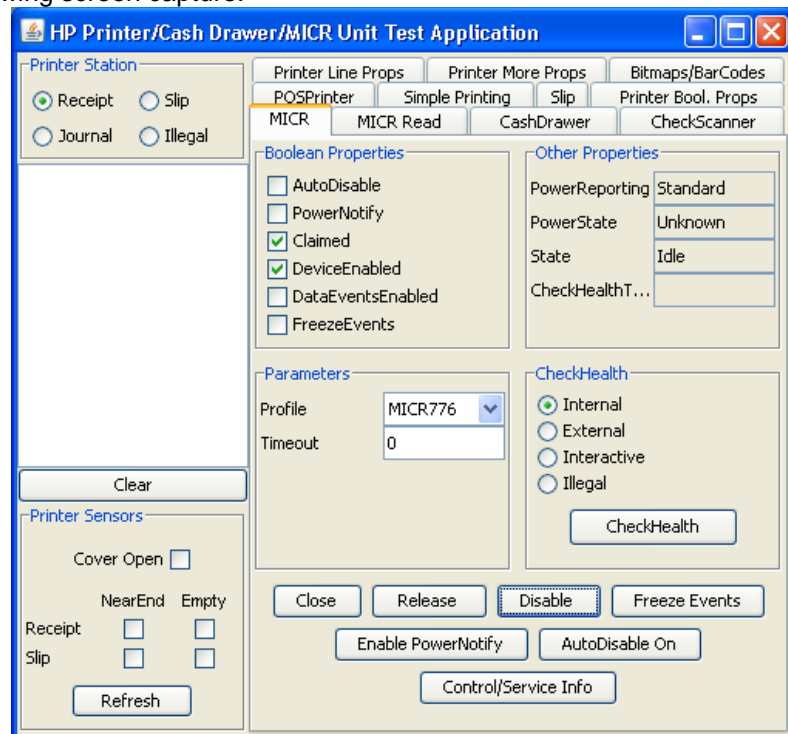 HP Printer/Cash Drawer/MICR Unit Test Application
Printer Station
Receipt Slip
Journal Illegal
Clear
Printer Sensors
Cover Open
NearEnd Empty
Receipt
Slip
Refresh
Printer Line Props Printer More Props Bitmaps/BarCodes
POSPrinter Simple Printing Slip Printer Bool. Props
MICR MICR Read CashDrawer CheckScanner
Boolean Properties
AutoDisable
PowerNotify
Claimed
DeviceEnabled
DataEventsEnabled
FreezeEvents
Other Properties
PowerReporting Standard
PowerState Unknown
State Idle
CheckHealthT...
Parameters
Profile MICR776
Timeout 0
CheckHealth
Internal
External
Interactive
Illegal
CheckHealth
Close Release Disable Freeze Events
Enable PowerNotify AutoDisable On
Control/Service Info